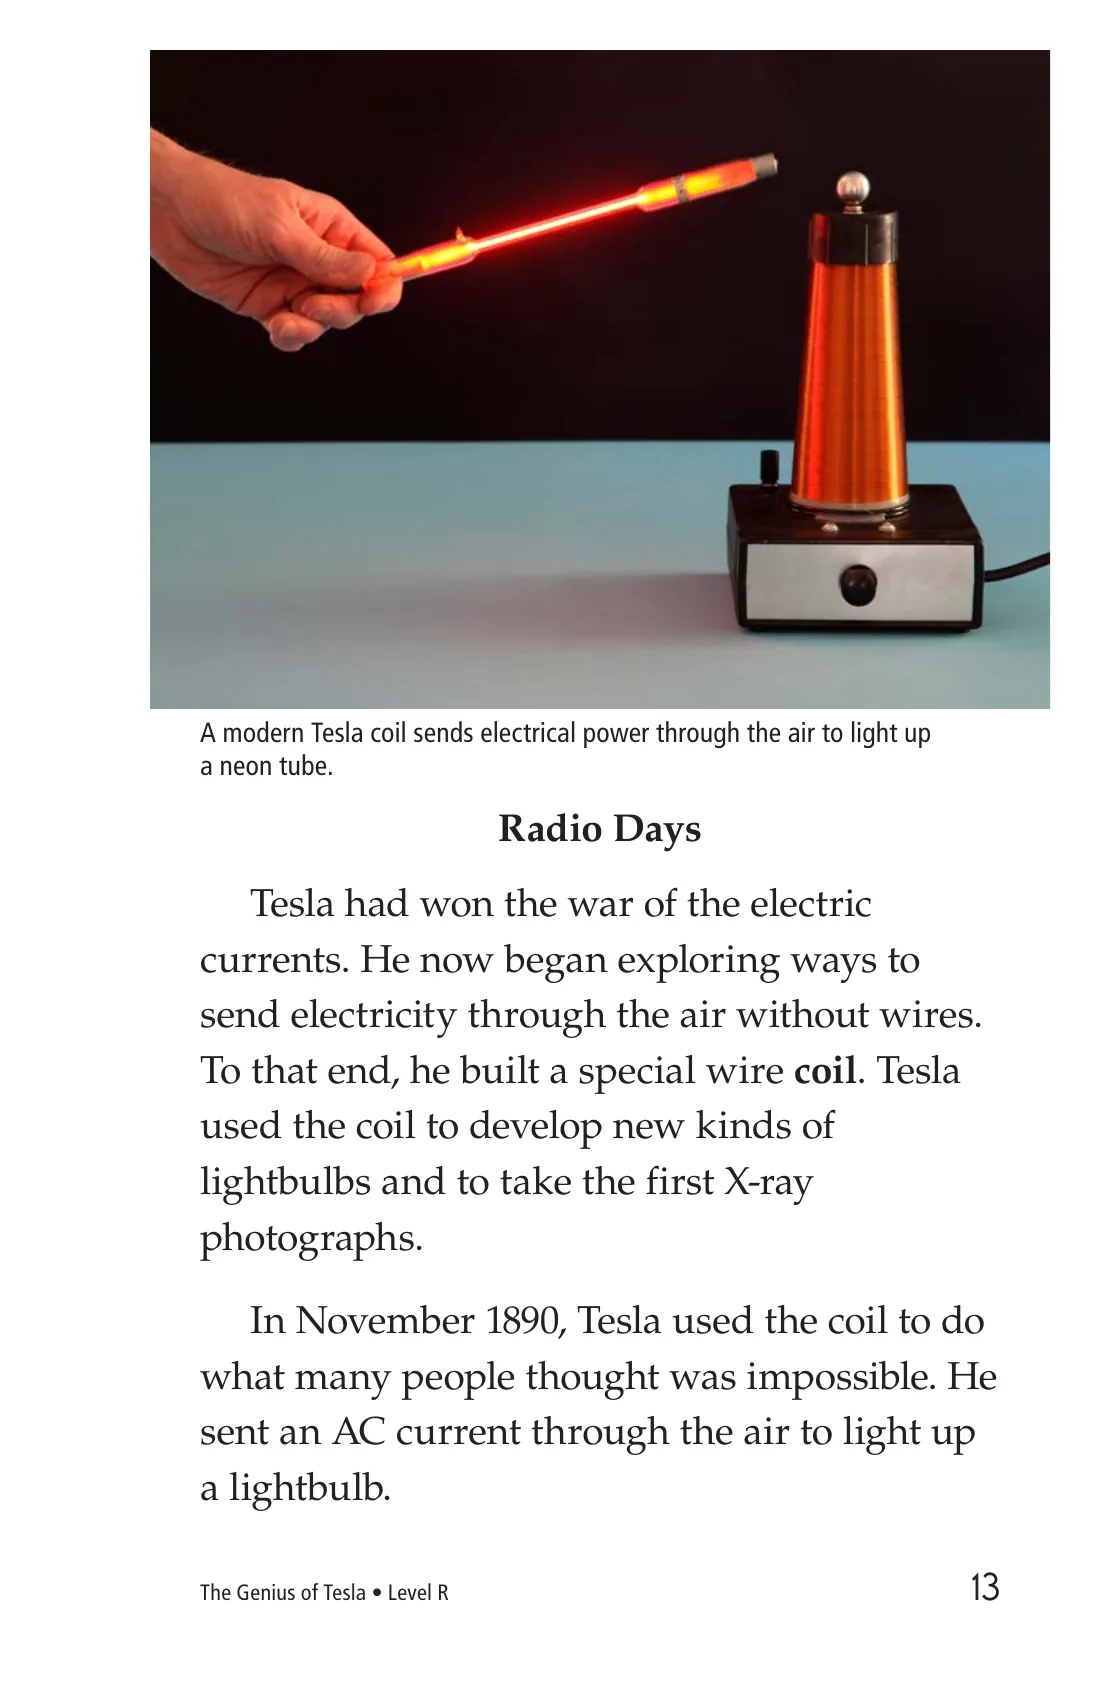 A modern Tesla coil sends electrical power through the air to light up
a neon tube.
Radio Days
Tesla had won the war of the electric
currents. He now began exploring ways to
send electricity through the air without wires.
To that end, he built a special wire coil. Tesla
used the coil to develop new kinds of
lightbulbs and to take the first X-ray
photographs.
In November 1890, Tesla used the coil to do
what many people thought was impossible. He
sent an AC current through the air to light up
a lightbulb.
The Genius of Tesla • Level R
13